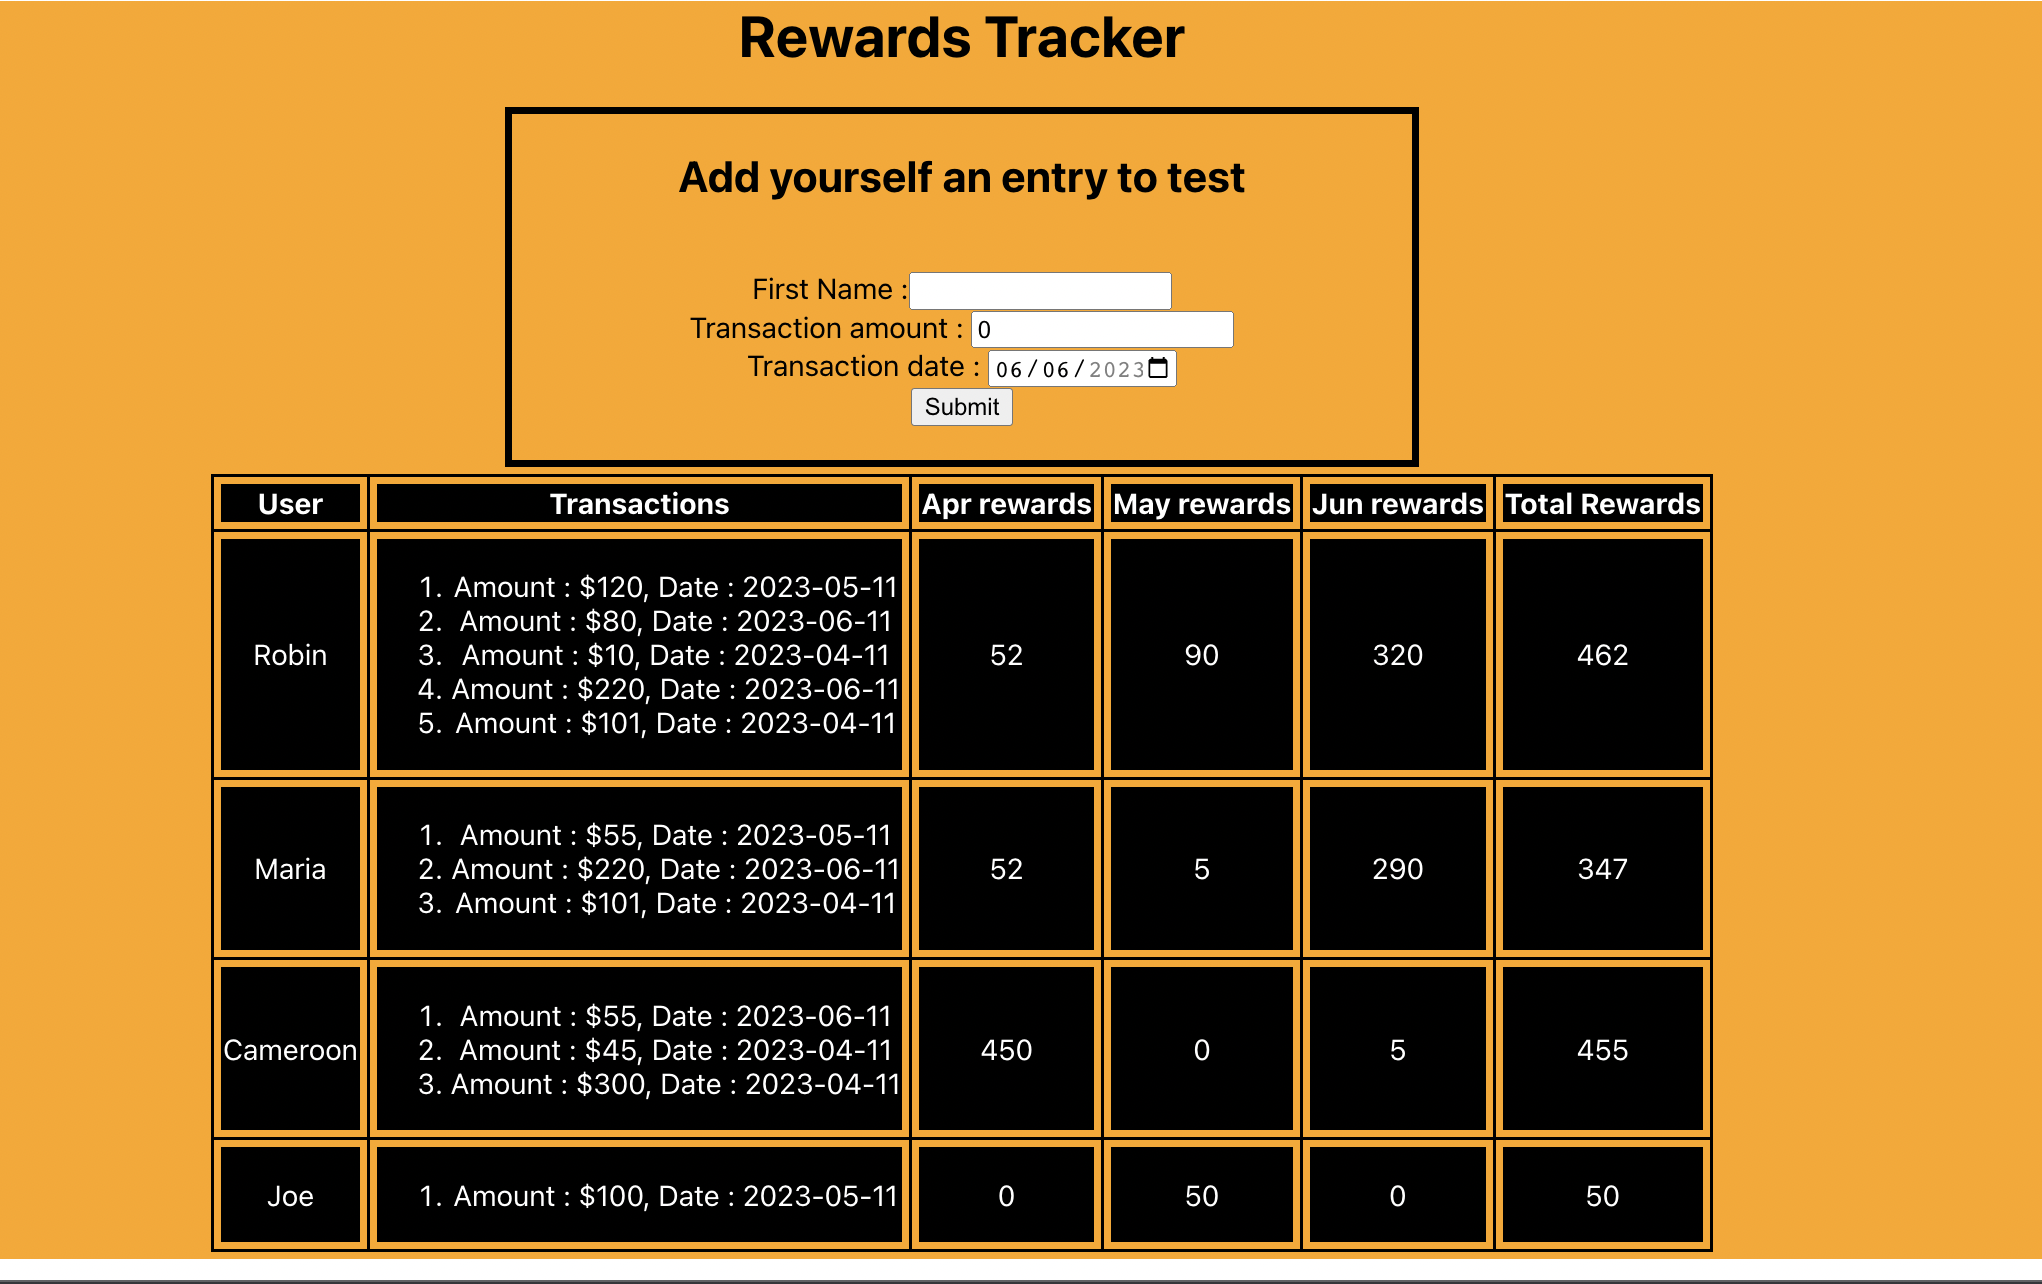 Rewards Tracker
Add yourself an entry to test
First Name :
Transaction amount : 0
Transaction date : 06/06/2023
Submit
User Transactions Apr rewards May rewards Jun rewards Total Rewards
1. Amount : $120, Date : 2023-05-11
2. Amount : $80, Date : 2023-06-11
Robin 3. Amount : $10, Date : 2023-04-11 52 90 320 462
4. Amount : $220, Date : 2023-06-11
5. Amount : $101, Date : 2023-04-11
1. Amount : $55, Date : 2023-05-11
Maria 2. Amount : $220, Date : 2023-06-11 52 5 290 347
3. Amount : $101, Date : 2023-04-11
1. Amount : $55, Date : 2023-06-11
Cameroon 2. Amount : $45, Date : 2023-04-11 450 0 5 455
3. Amount : $300, Date : 2023-04-11
Joe 1. Amount : $100, Date : 2023-05-11 0 50 0 50